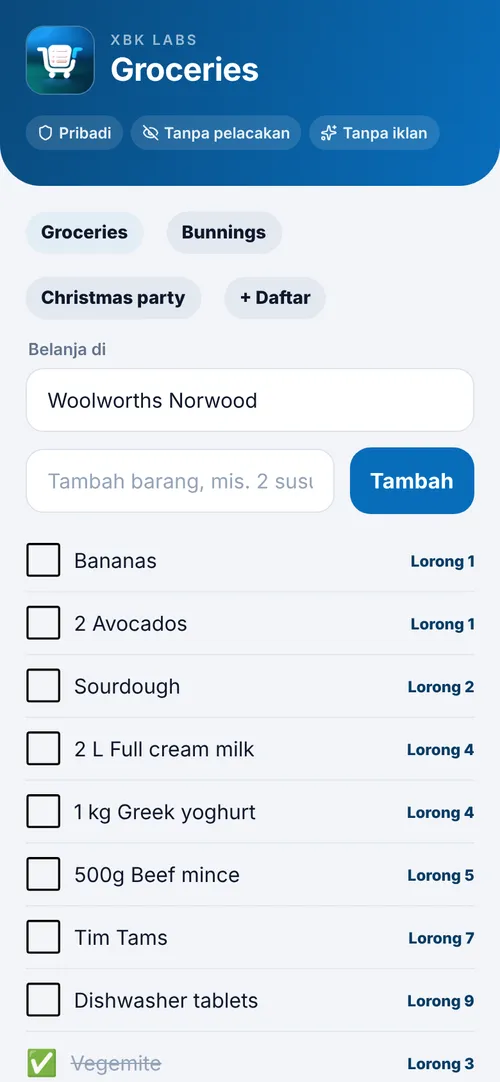 XBK LABS
Groceries
Pribadi
Tanpa pelacakan
Tanpa iklan
Groceries
Bunnings
Christmas party
+ Daftar
Belanja di
Woolworths Norwood
Tambah barang, mis. 2 susu
Tambah
Bananas Lorong 1
2 Avocados Lorong 1
Sourdough Lorong 2
2 L Full cream milk Lorong 4
1 kg Greek yoghurt Lorong 4
500g Beef mince Lorong 5
Tim Tams Lorong 7
Dishwasher tablets Lorong 9
Vegemite Lorong 3